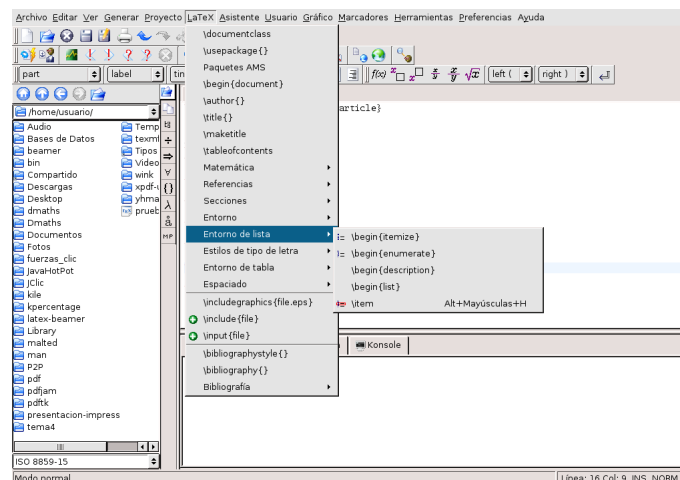 Archivo Editar Ver Generar Proyecto LaTeX Asistente Usuario Gráfico Marcadores Herramientas Preferencias Ayuda
part
label
left (
right )
/home/usuario/
Audio
Bases de Datos
beamer
bin
Compartido
Descargas
Desktop
dmaths
Dmaths
Documentos
Fotos
fuerzas_clic
JavaHotPot
JClic
kile
kpercentage
latex-beamer
Library
malted
man
P2P
pdf
pdfjam
pdftk
presentacion-impress
tema4
Temp
texmf
Tipos
Video
wink
xpdf-u
yhma
prueb
ISO 8859-15
\documentclass
\usepackage{}
Paquetes AMS
\begin{document}
\author{}
\title{}
\maketitle
\tableofcontents
Matemática
Referencias
Secciones
Entorno
Entorno de lista
Estilos de tipo de letra
Entorno de tabla
Espaciado
\includegraphics{file.eps}
\include{file}
\input{file}
\bibliographystyle{}
\bibliography{}
Bibliografía
\begin{itemize}
\begin{enumerate}
\begin{description}
\begin{list}
\item Alt+Mayúsculas+H
article}
Konsole
Modo normal
Línea: 16 Col: 9 INS NORM